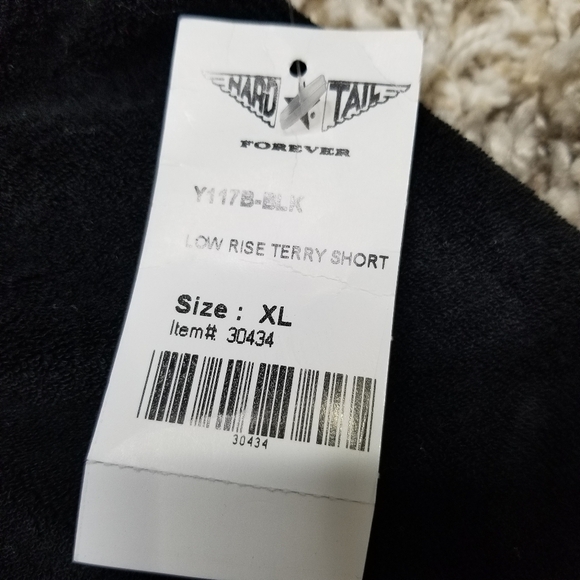 HARD TAIL
FOREVER
Y117B-BLK
LOW RISE TERRY SHORT
Size : XL
Item#: 30434
30434